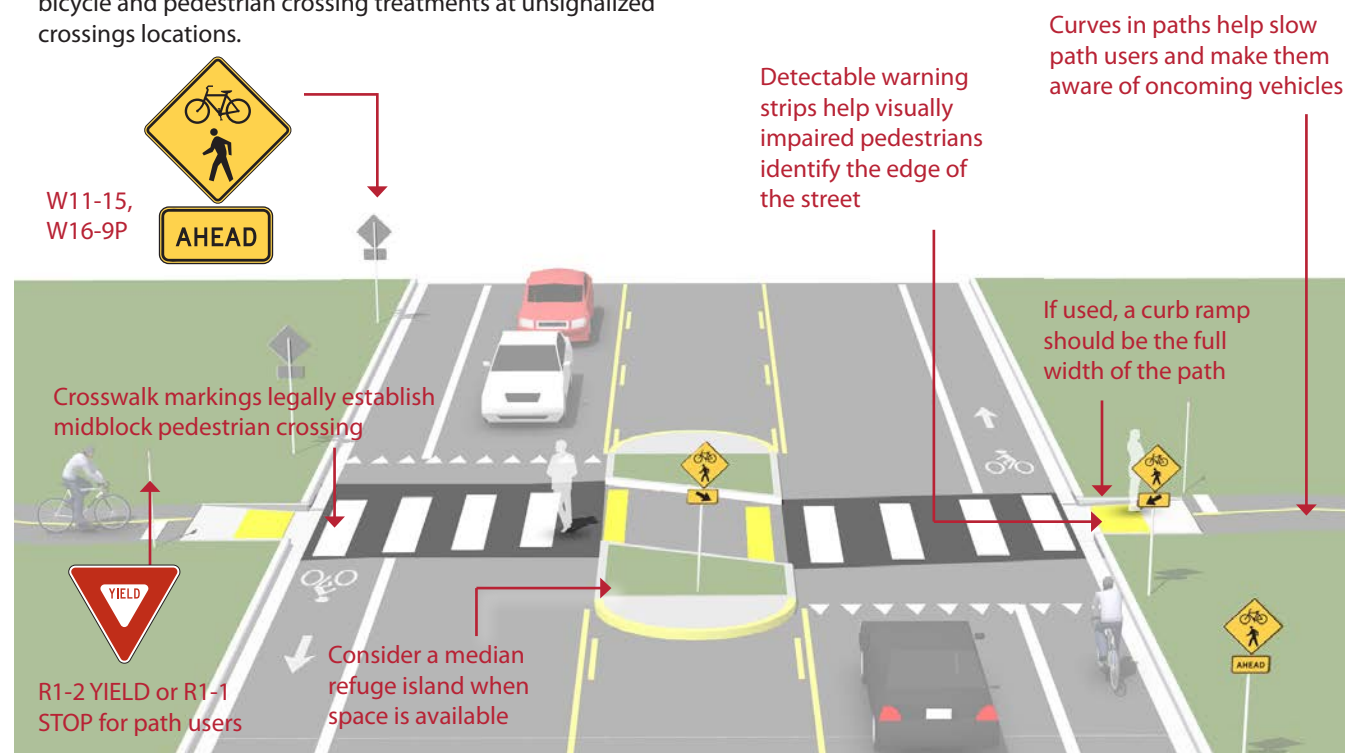 bicycle and pedestrian crossing treatments at unsignalized
crossings locations.
Curves in paths help slow
path users and make them
aware of oncoming vehicles
Detectable warning
strips help visually
impaired pedestrians
identify the edge of
the street
W11-15,
W16-9P
AHEAD
If used, a curb ramp
should be the full
width of the path
Crosswalk markings legally establish
midblock pedestrian crossing
YIELD
R1-2 YIELD or R1-1
STOP for path users
Consider a median
refuge island when
space is available
AHEAD